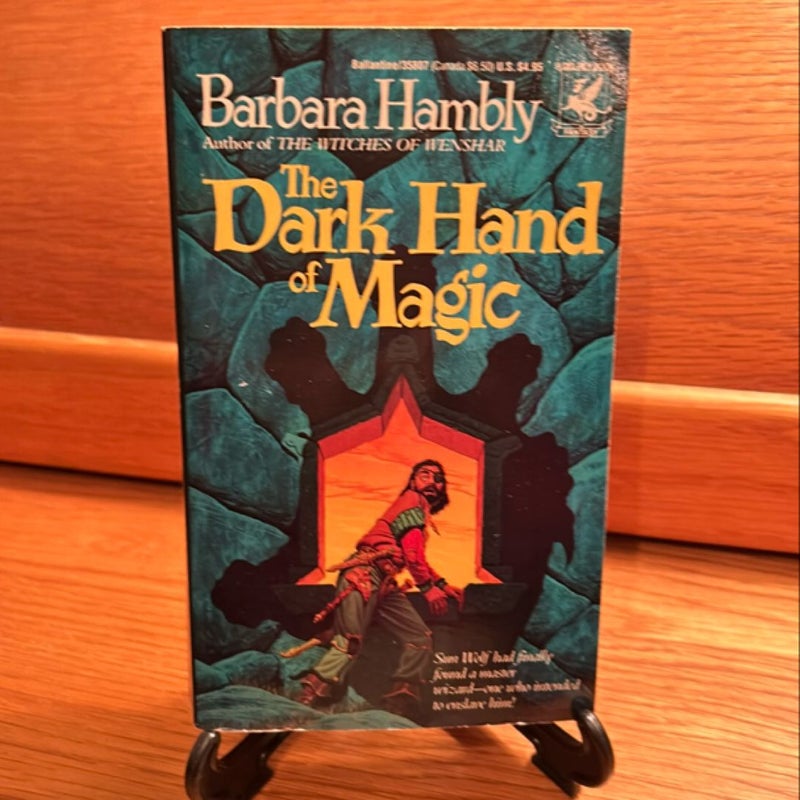 Ballantine/35807 (Canada $6.50) U.S. $4.95
Barbara Hambly
Author of THE WITCHES OF WENSHAR
The
Dark Hand
of Magic
FANTASY
Sun Wolf had finally
found a master
wizard—one who intended
to enslave him!